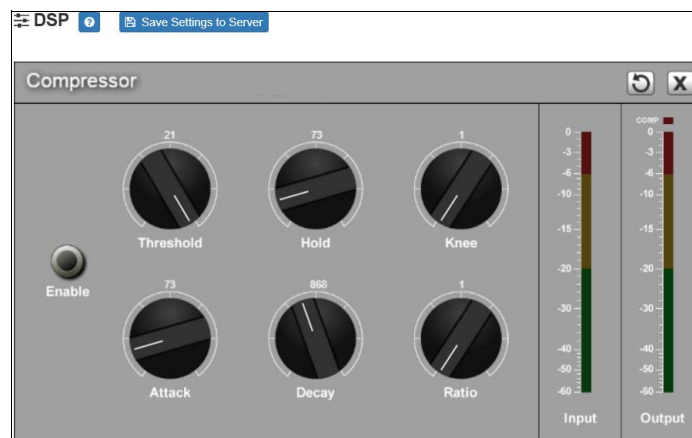 DSP ? Save Settings to Server
Compressor X
21 73 1
Threshold Hold Knee
Enable
73 868 1
Attack Decay Ratio
COMP
0 0
-3 -3
-6 -6
-10 -10
-15 -15
-20 -20
-30 -30
-40 -40
-50 -50
-60 -60
Input Output